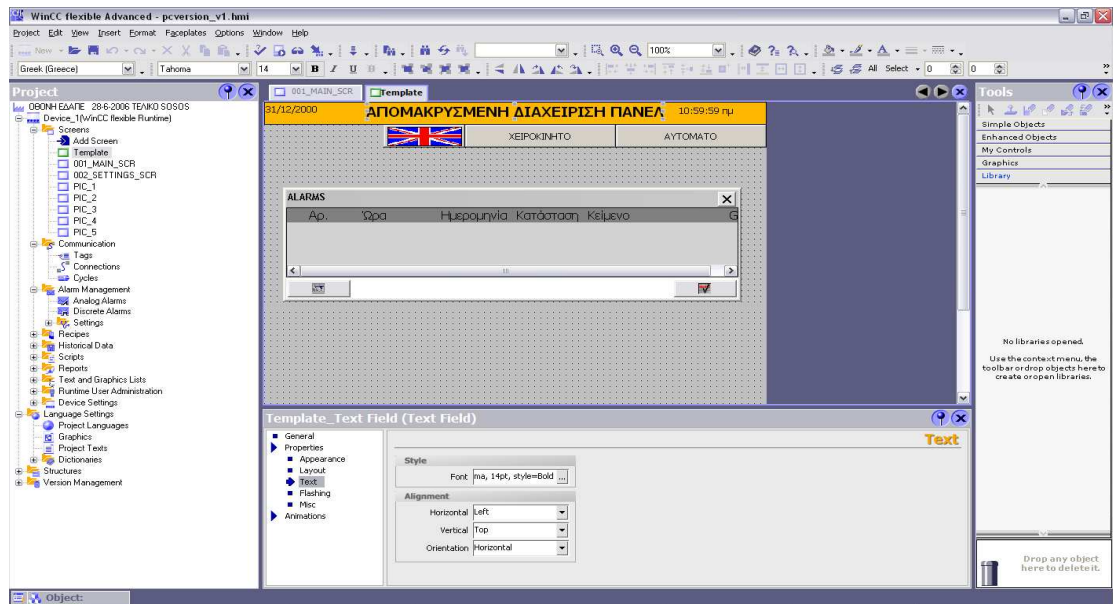 WinCC flexible Advanced - pcversion_v1.hmi
Project Edit View Insert Format Faceplates Options Window Help
New 100%
Greek (Greece) Tahoma 14 B I U All Select 0 0
Project
ΟΘΟΝΗ ΕΔΑΠΕ 28-6-2006 ΤΕΛΙΚΟ SOSOS
Device_1(WinCC flexible Runtime)
Screens
Add Screen
Template
001_MAIN_SCR
002_SETTINGS_SCR
PIC_1
PIC_2
PIC_3
PIC_4
PIC_5
Communication
Tags
Connections
Cycles
Alarm Management
Analog Alarms
Discrete Alarms
Settings
Recipes
Historical Data
Scripts
Reports
Text and Graphics Lists
Runtime User Administration
Device Settings
Language Settings
Project Languages
Graphics
Project Texts
Dictionaries
Structures
Version Management
001_MAIN_SCR Template
31/12/2000 ΑΠΟΜΑΚΡΥΣΜΕΝΗ ΔΙΑΧΕΙΡΙΣΗ ΠΑΝΕΛ 10:59:59 πμ
ΧΕΙΡΟΚΙΝΗΤΟ ΑΥΤΟΜΑΤΟ
ALARMS
Αρ. Ώρα Ημερομηνία Κατάσταση Κείμενο G
Template_Text Field (Text Field)
Text
General
Properties
Appearance
Layout
Text
Flashing
Misc
Animations
Style
Font ma, 14pt, style=Bold ...
Alignment
Horizontal Left
Vertical Top
Orientation Horizontal
Tools
Simple Objects
Enhanced Objects
My Controls
Graphics
Library
No libraries opened.
Use the context menu, the
toolbar or drop objects here to
create or open libraries.
Drop any object
here to delete it.
Object: